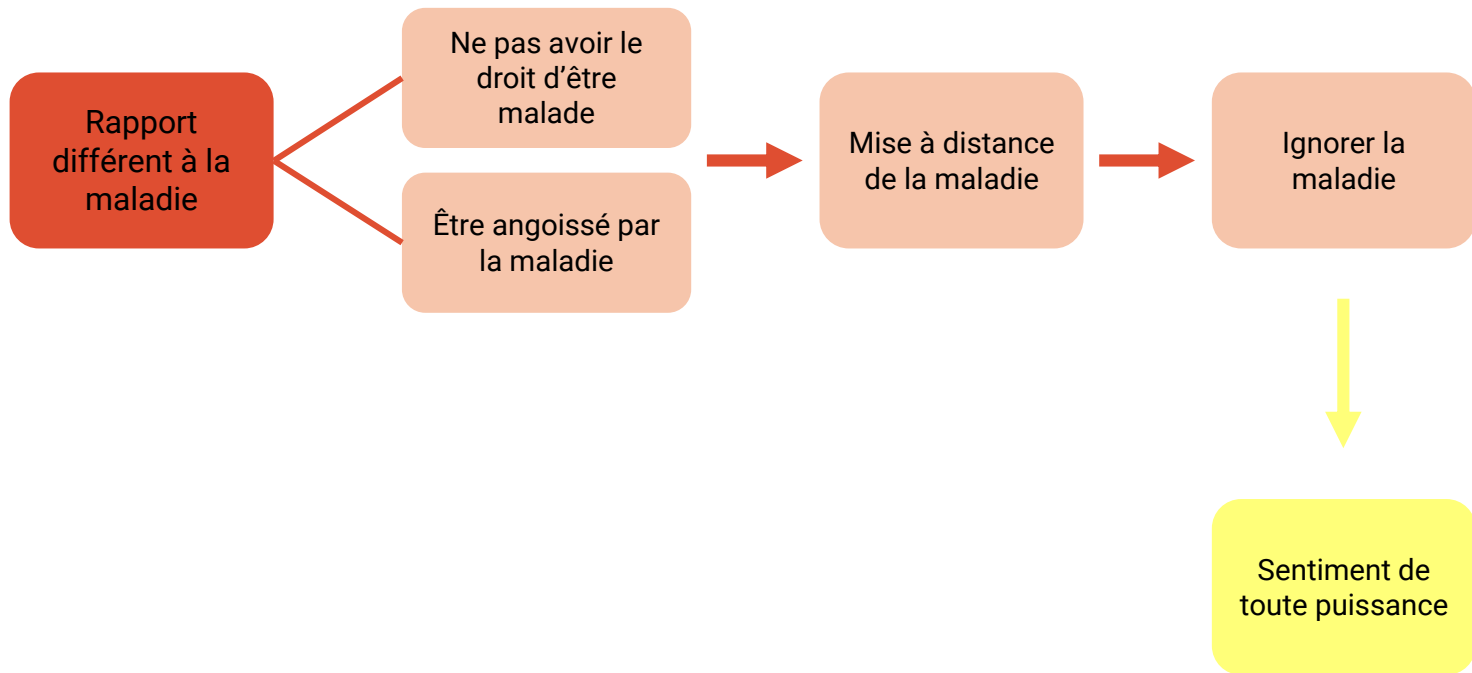 Rapport
différent à la
maladie
Ne pas avoir le
droit d’être
malade
Être angoissé par
la maladie
Mise à distance
de la maladie
Ignorer la
maladie
Sentiment de
toute puissance